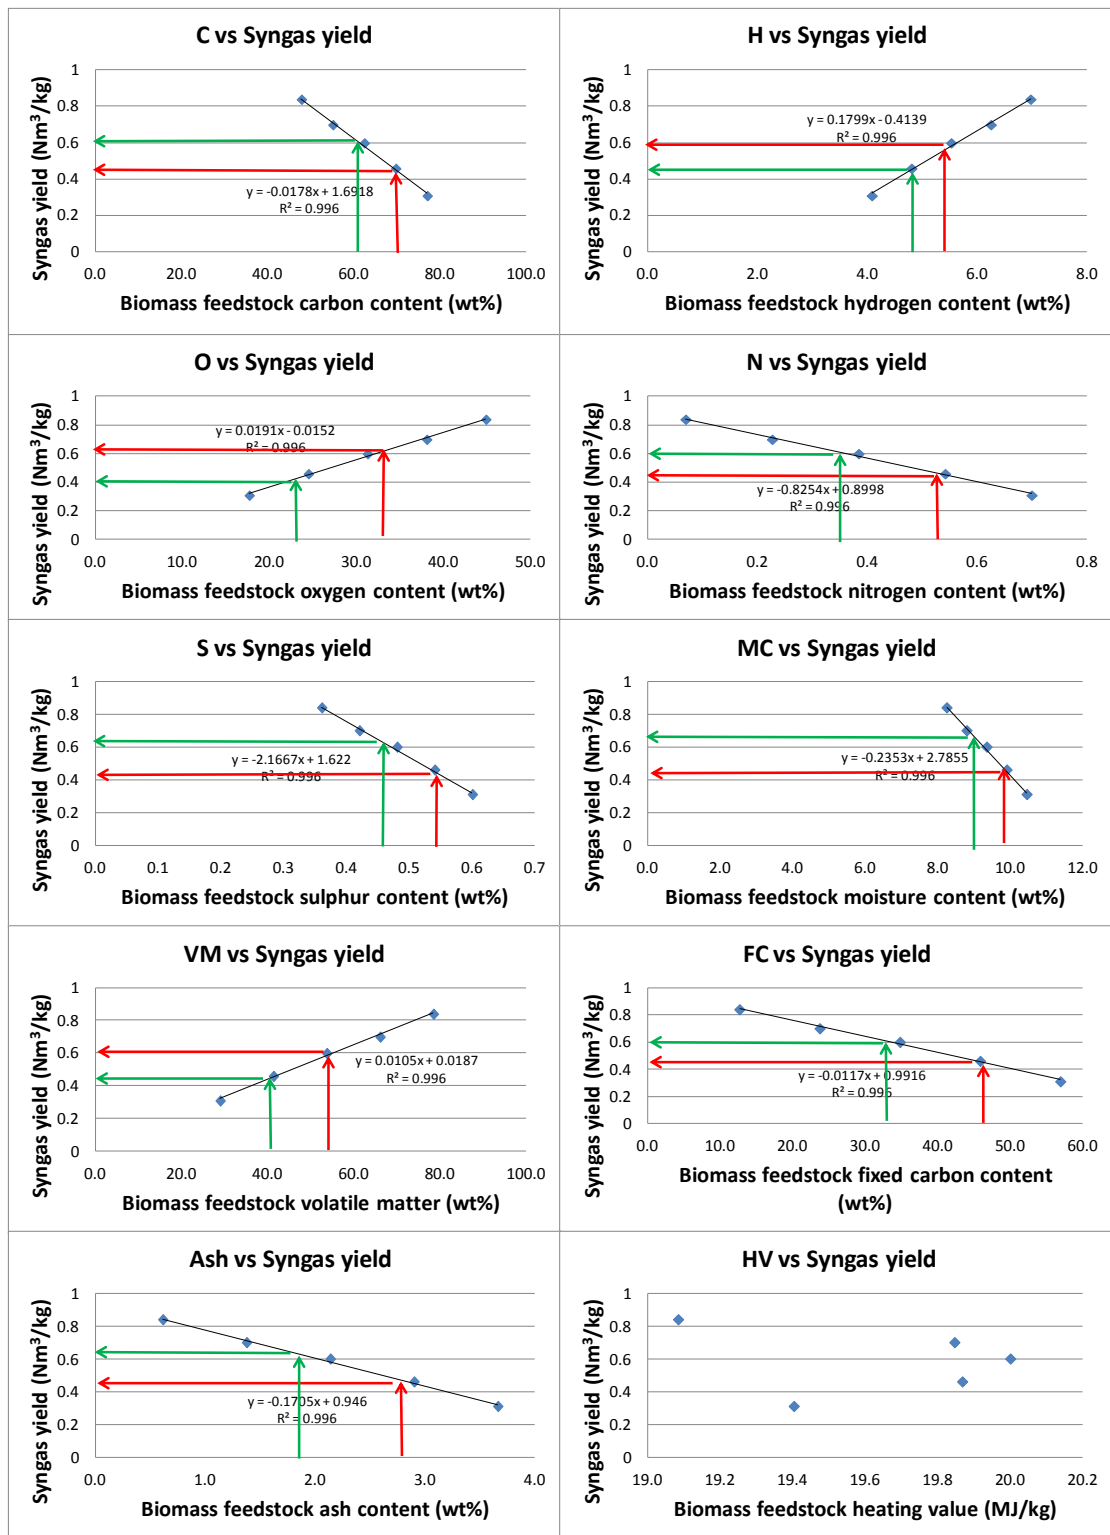 C vs Syngas yield
Syngas yield (Nm³/kg)
1
0.8
0.6
0.4
0.2
0
y = -0.0178x + 1.6918
R² = 0.996
0.0 20.0 40.0 60.0 80.0 100.0
Biomass feedstock carbon content (wt%)
H vs Syngas yield
Syngas yield (Nm³/kg)
1
0.8
0.6
0.4
0.2
0
y = 0.1799x - 0.4139
R² = 0.996
0.0 2.0 4.0 6.0 8.0
Biomass feedstock hydrogen content (wt%)
O vs Syngas yield
Syngas yield (Nm³/kg)
1
0.8
0.6
0.4
0.2
0
y = 0.0191x - 0.0152
R² = 0.996
0.0 10.0 20.0 30.0 40.0 50.0
Biomass feedstock oxygen content (wt%)
N vs Syngas yield
Syngas yield (Nm³/kg)
1
0.8
0.6
0.4
0.2
0
y = -0.8254x + 0.8998
R² = 0.996
0.0 0.2 0.4 0.6 0.8
Biomass feedstock nitrogen content (wt%)
S vs Syngas yield
Syngas yield (Nm³/kg)
1
0.8
0.6
0.4
0.2
0
y = -2.1667x + 1.622
R² = 0.996
0.0 0.1 0.2 0.3 0.4 0.5 0.6 0.7
Biomass feedstock sulphur content (wt%)
MC vs Syngas yield
Syngas yield (Nm³/kg)
1
0.8
0.6
0.4
0.2
0
y = -0.2353x + 2.7855
R² = 0.996
0.0 2.0 4.0 6.0 8.0 10.0 12.0
Biomass feedstock moisture content (wt%)
VM vs Syngas yield
Syngas yield (Nm³/kg)
1
0.8
0.6
0.4
0.2
0
y = 0.0105x + 0.0187
R² = 0.996
0.0 20.0 40.0 60.0 80.0 100.0
Biomass feedstock volatile matter (wt%)
FC vs Syngas yield
Syngas yield (Nm³/kg)
1
0.8
0.6
0.4
0.2
0
y = -0.0117x + 0.9916
R² = 0.996
0.0 10.0 20.0 30.0 40.0 50.0 60.0
Biomass feedstock fixed carbon content
(wt%)
Ash vs Syngas yield
Syngas yield (Nm³/kg)
1
0.8
0.6
0.4
0.2
0
y = -0.1705x + 0.946
R² = 0.996
0.0 1.0 2.0 3.0 4.0
Biomass feedstock ash content (wt%)
HV vs Syngas yield
Syngas yield (Nm³/kg)
1
0.8
0.6
0.4
0.2
0
19.0 19.2 19.4 19.6 19.8 20.0 20.2
Biomass feedstock heating value (MJ/kg)